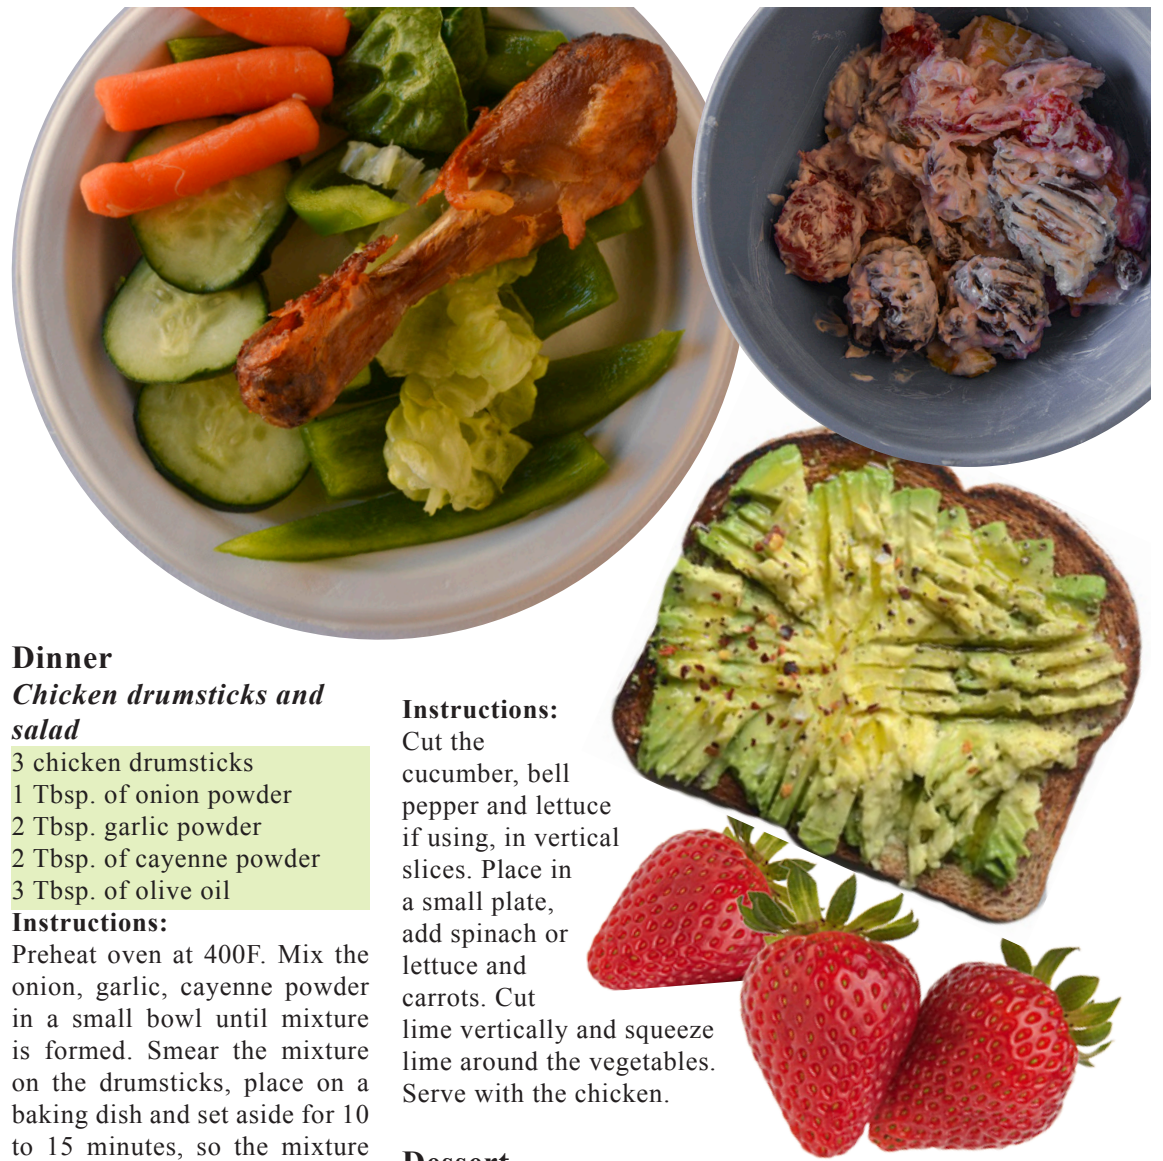 Dinner
Chicken drumsticks and
salad
3 chicken drumsticks
1 Tbsp. of onion powder
2 Tbsp. garlic powder
2 Tbsp. of cayenne powder
3 Tbsp. of olive oil
Instructions:
Preheat oven at 400F. Mix the
onion, garlic, cayenne powder
in a small bowl until mixture
is formed. Smear the mixture
on the drumsticks, place on a
baking dish and set aside for 10
to 15 minutes, so the mixture
Instructions:
Cut the
cucumber, bell
pepper and lettuce
if using, in vertical
slices. Place in
a small plate,
add spinach or
lettuce and
carrots. Cut
lime vertically and squeeze
lime around the vegetables.
Serve with the chicken.
Dessert